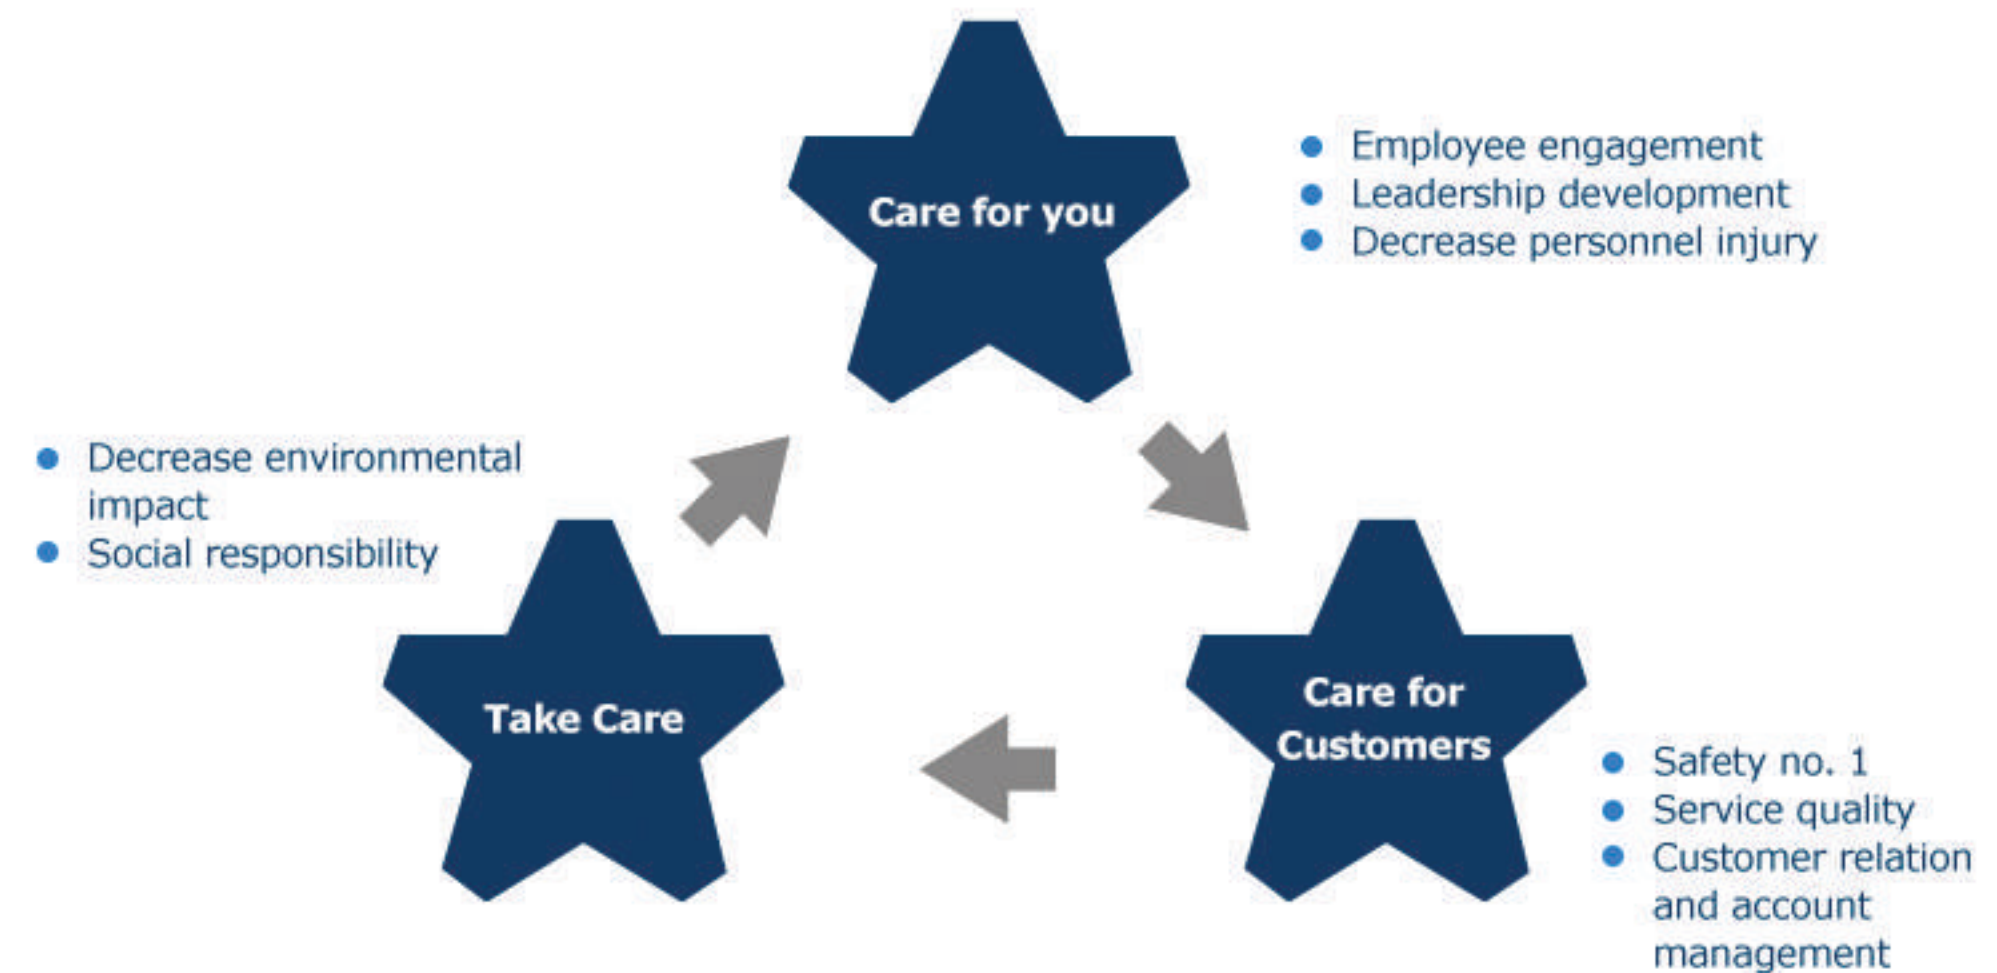 Care for you
Employee engagement
Leadership development
Decrease personnel injury
Decrease environmental
impact
Social responsibility
Take Care
Care for
Customers
Safety no. 1
Service quality
Customer relation
and account
management